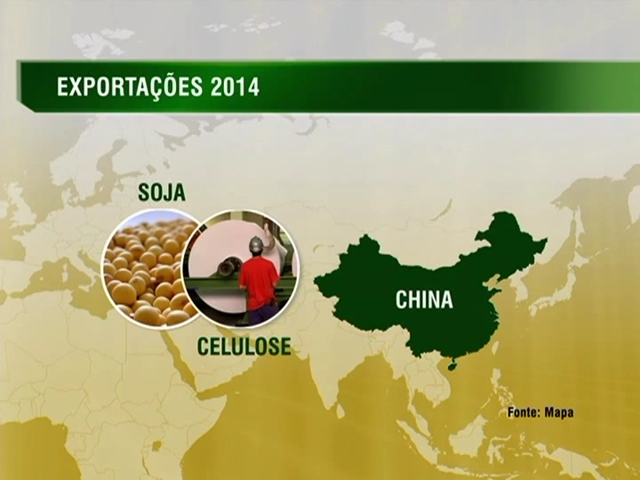 EXPORTAÇÕES 2014
SOJA
CELULOSE
CHINA
Fonte: Mapa